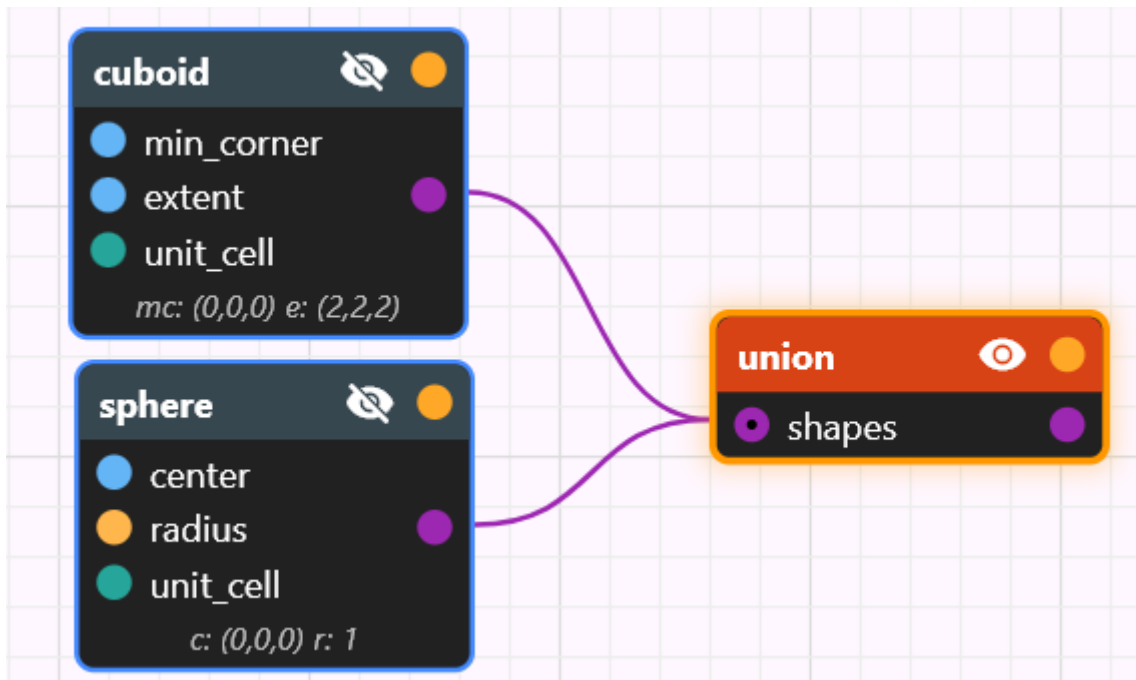 cuboid
min_corner
extent
unit_cell
mc: (0,0,0) e: (2,2,2)
sphere
center
radius
unit_cell
c: (0,0,0) r: 1
union
shapes